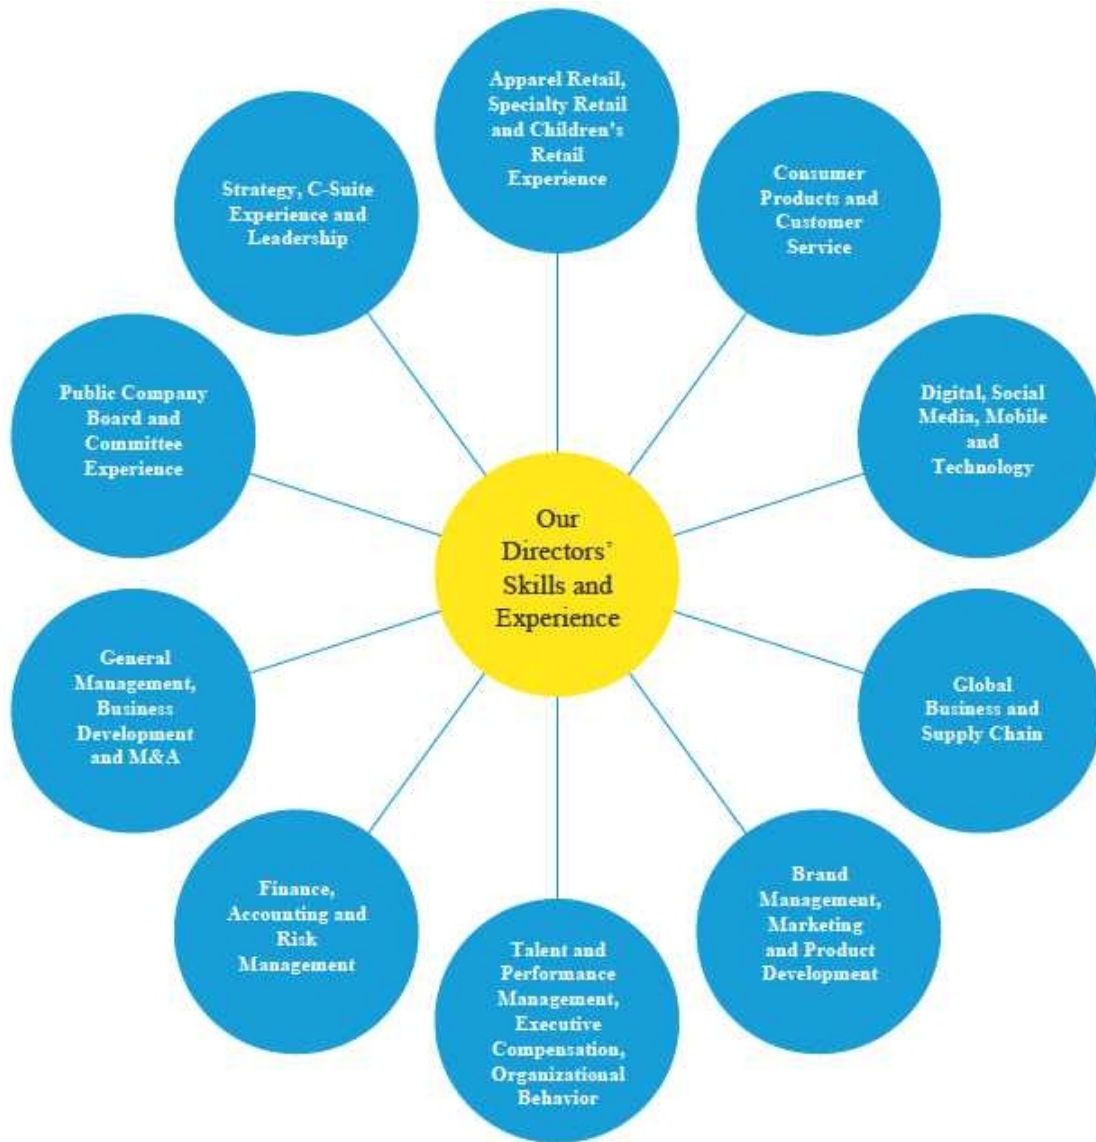 Apparel Retail,
Specialty Retail
and Children's
Retail
Experience
Consumer
Products and
Customer
Service
Digital, Social
Media, Mobile
and
Technology
Global
Business and
Supply Chain
Brand
Management,
Marketing
and Product
Development
Talent and
Performance
Management,
Executive
Compensation,
Organizational
Behavior
Finance,
Accounting and
Risk
Management
General
Management,
Business
Development
and M&A
Public Company
Board and
Committee
Experience
Strategy, C-Suite
Experience and
Leadership
Our
Directors'
Skills and
Experience